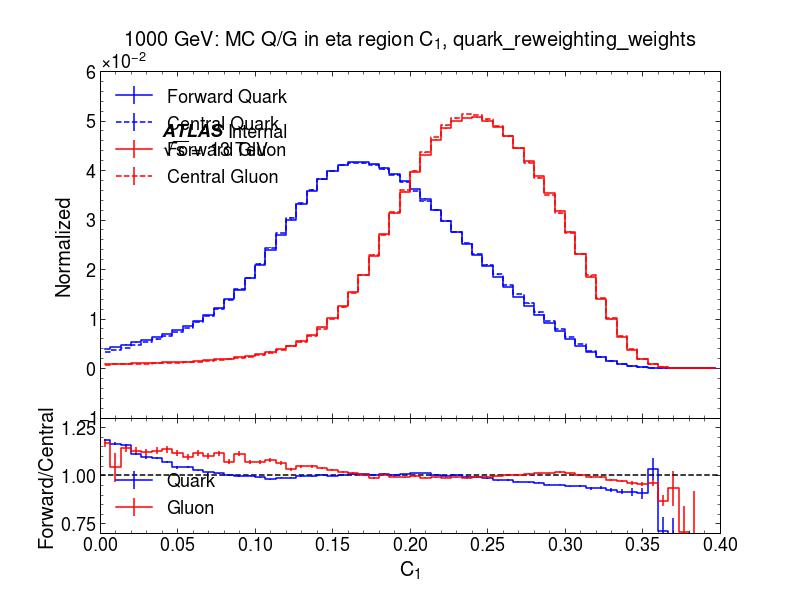 1000 GeV: MC Q/G in eta region C₁, quark_reweighting_weights
×10⁻²
6
5
4
3
2
1
0
−1
Normalized
Forward Quark
Central Quark
ATLAS Internal
√s = 13 TeV
Forward Gluon
Central Gluon
1.25
1.00
0.75
Forward/Central
Quark
Gluon
0.00 0.05 0.10 0.15 0.20 0.25 0.30 0.35 0.40
C₁